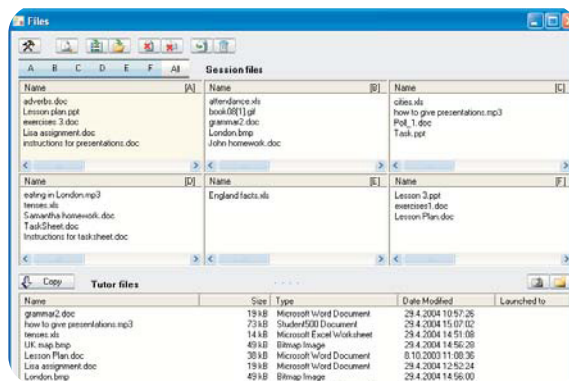 Files
A B C D E F All Session files
Name [A]
adverbs.doc
Lesson plan.ppt
exercises 3.doc
Lisa assignment.doc
instructions for presentations.doc
Name [B]
attendance.xls
book08[1].gif
grammar2.doc
London.bmp
John homework.doc
Name [C]
cities.xls
how to give presentations.mp3
Poll_1.doc
Task.ppt
Name [D]
eating in London.mp3
tenses.xls
Samantha homework.doc
TaskSheet.doc
Instructions for tasksheet.doc
Name [E]
England facts.xls
Name [F]
Lesson 3.ppt
exercises1.doc
Lesson Plan.doc
Copy Tutor files
Name Size Type Date Modified Launched to
grammar2.doc 19 kB Microsoft Word Document 29.4.2004 10:57:26
how to give presentations.mp3 73 kB Student500 Document 29.4.2004 15:07:02
tenses.xls 14 kB Microsoft Excel Worksheet 29.4.2004 14:51:08
UK map.bmp 49 kB Bitmap Image 29.4.2004 14:56:28
Lesson Plan.doc 38 kB Microsoft Word Document 8.10.2003 11:08:36
Lisa assignment.doc 19 kB Microsoft Word Document 29.4.2004 12:52:24
London.bmp 49 kB Bitmap Image 29.4.2004 14:56:00